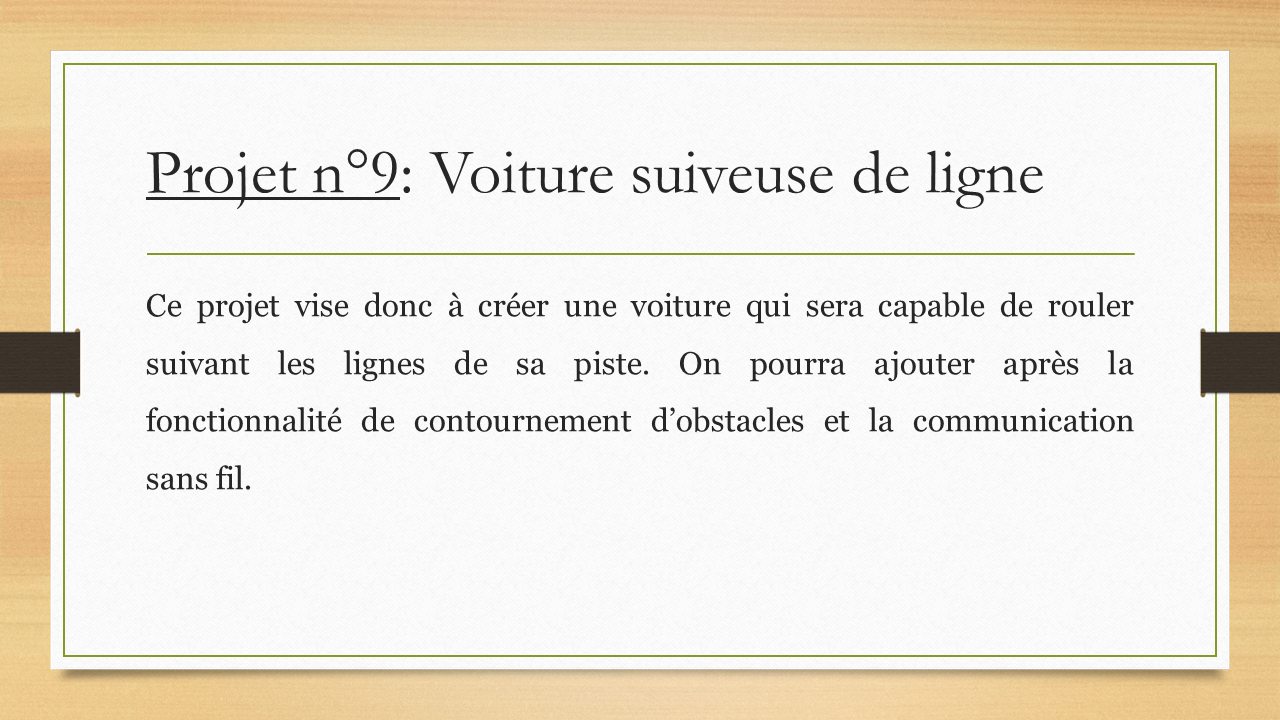 Projet n°9: Voiture suiveuse de ligne
Ce projet vise donc à créer une voiture qui sera capable de rouler
suivant les lignes de sa piste. On pourra ajouter après la
fonctionnalité de contournement d’obstacles et la communication
sans fil.